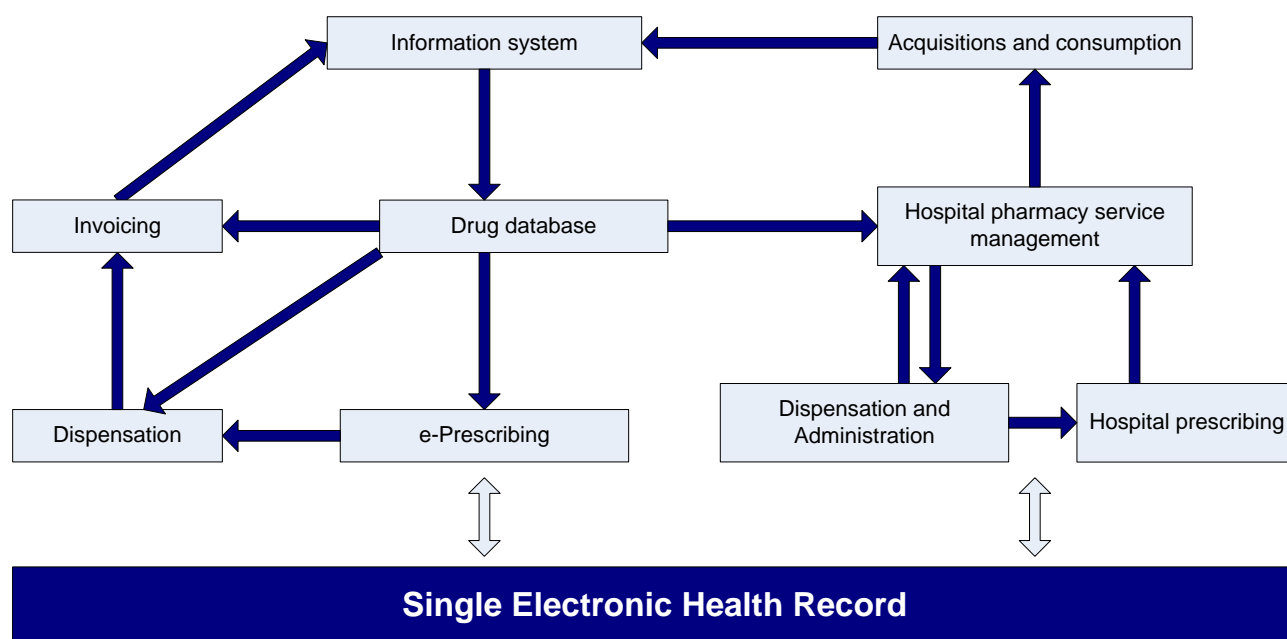 Information system
Acquisitions and consumption
Invoicing
Drug database
Hospital pharmacy service
management
Dispensation
e-Prescribing
Dispensation and
Administration
Hospital prescribing
Single Electronic Health Record